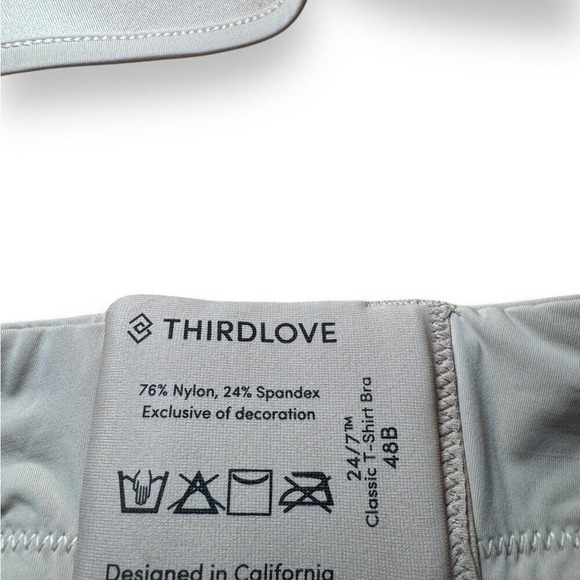 THIRDLOVE
76% Nylon, 24% Spandex
Exclusive of decoration
24/7™
Classic T-Shirt Bra
48B
Designed in California